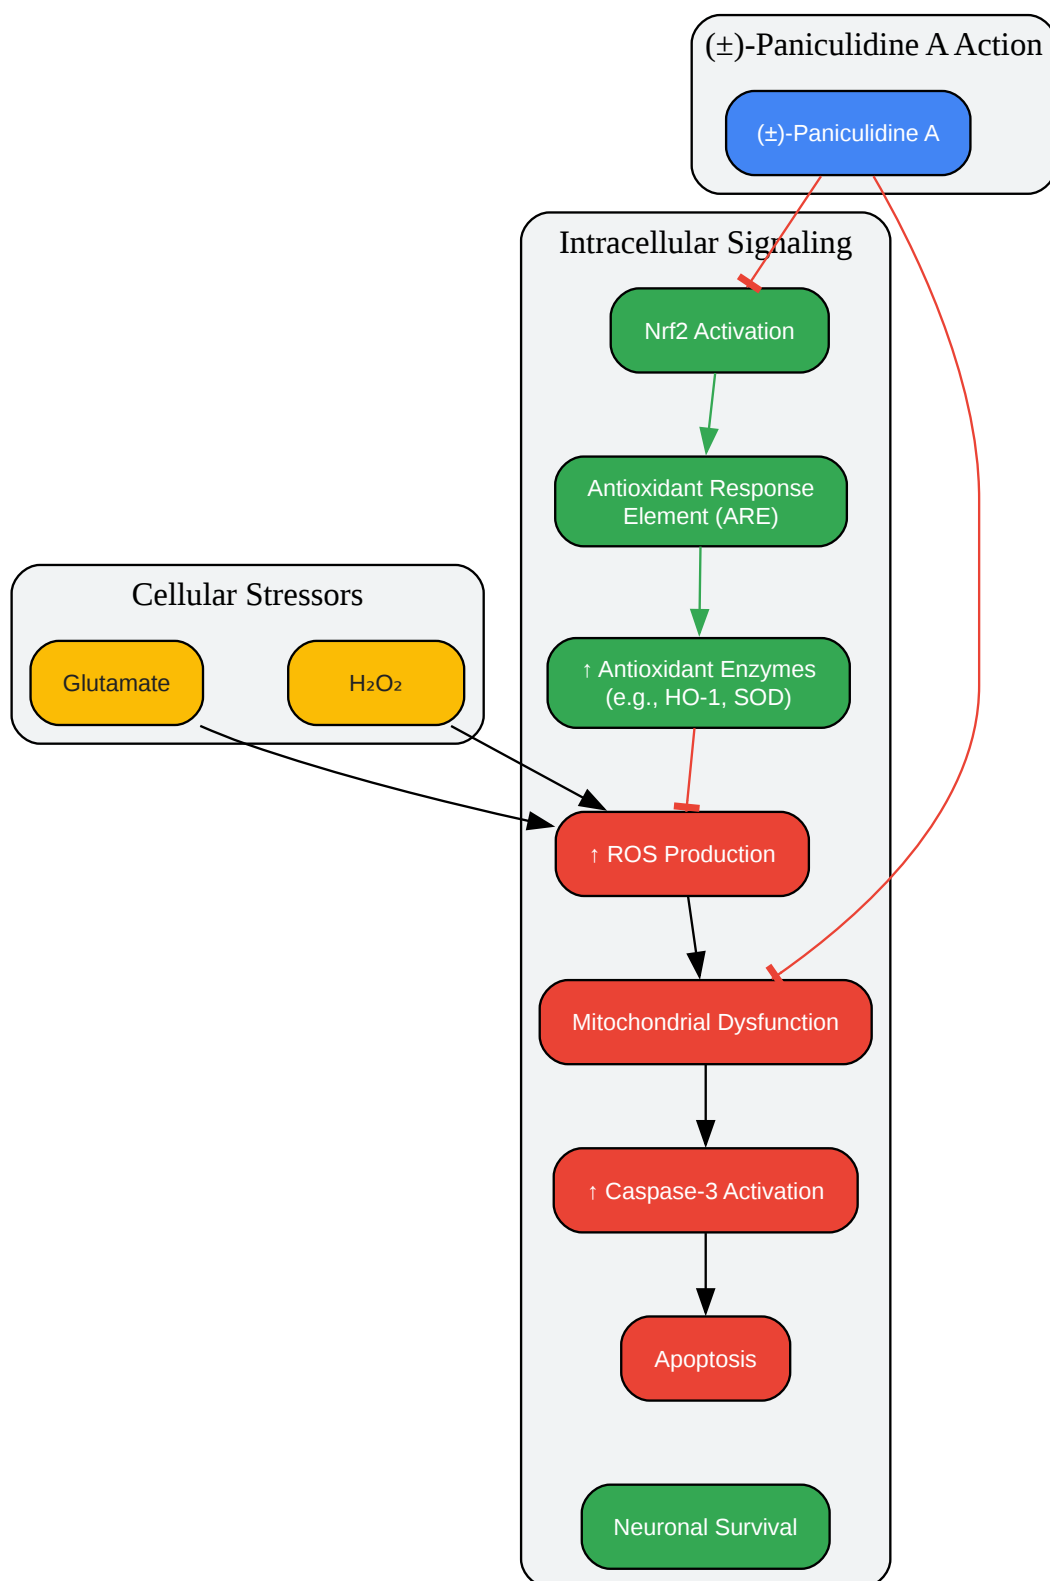 (±)-Paniculidine A Action
(±)-Paniculidine A
Intracellular Signaling
Nrf2 Activation
Antioxidant Response
Element (ARE)
Cellular Stressors
Glutamate
H₂O₂
↑ Antioxidant Enzymes
(e.g., HO-1, SOD)
↑ ROS Production
Mitochondrial Dysfunction
↑ Caspase-3 Activation
Apoptosis
Neuronal Survival